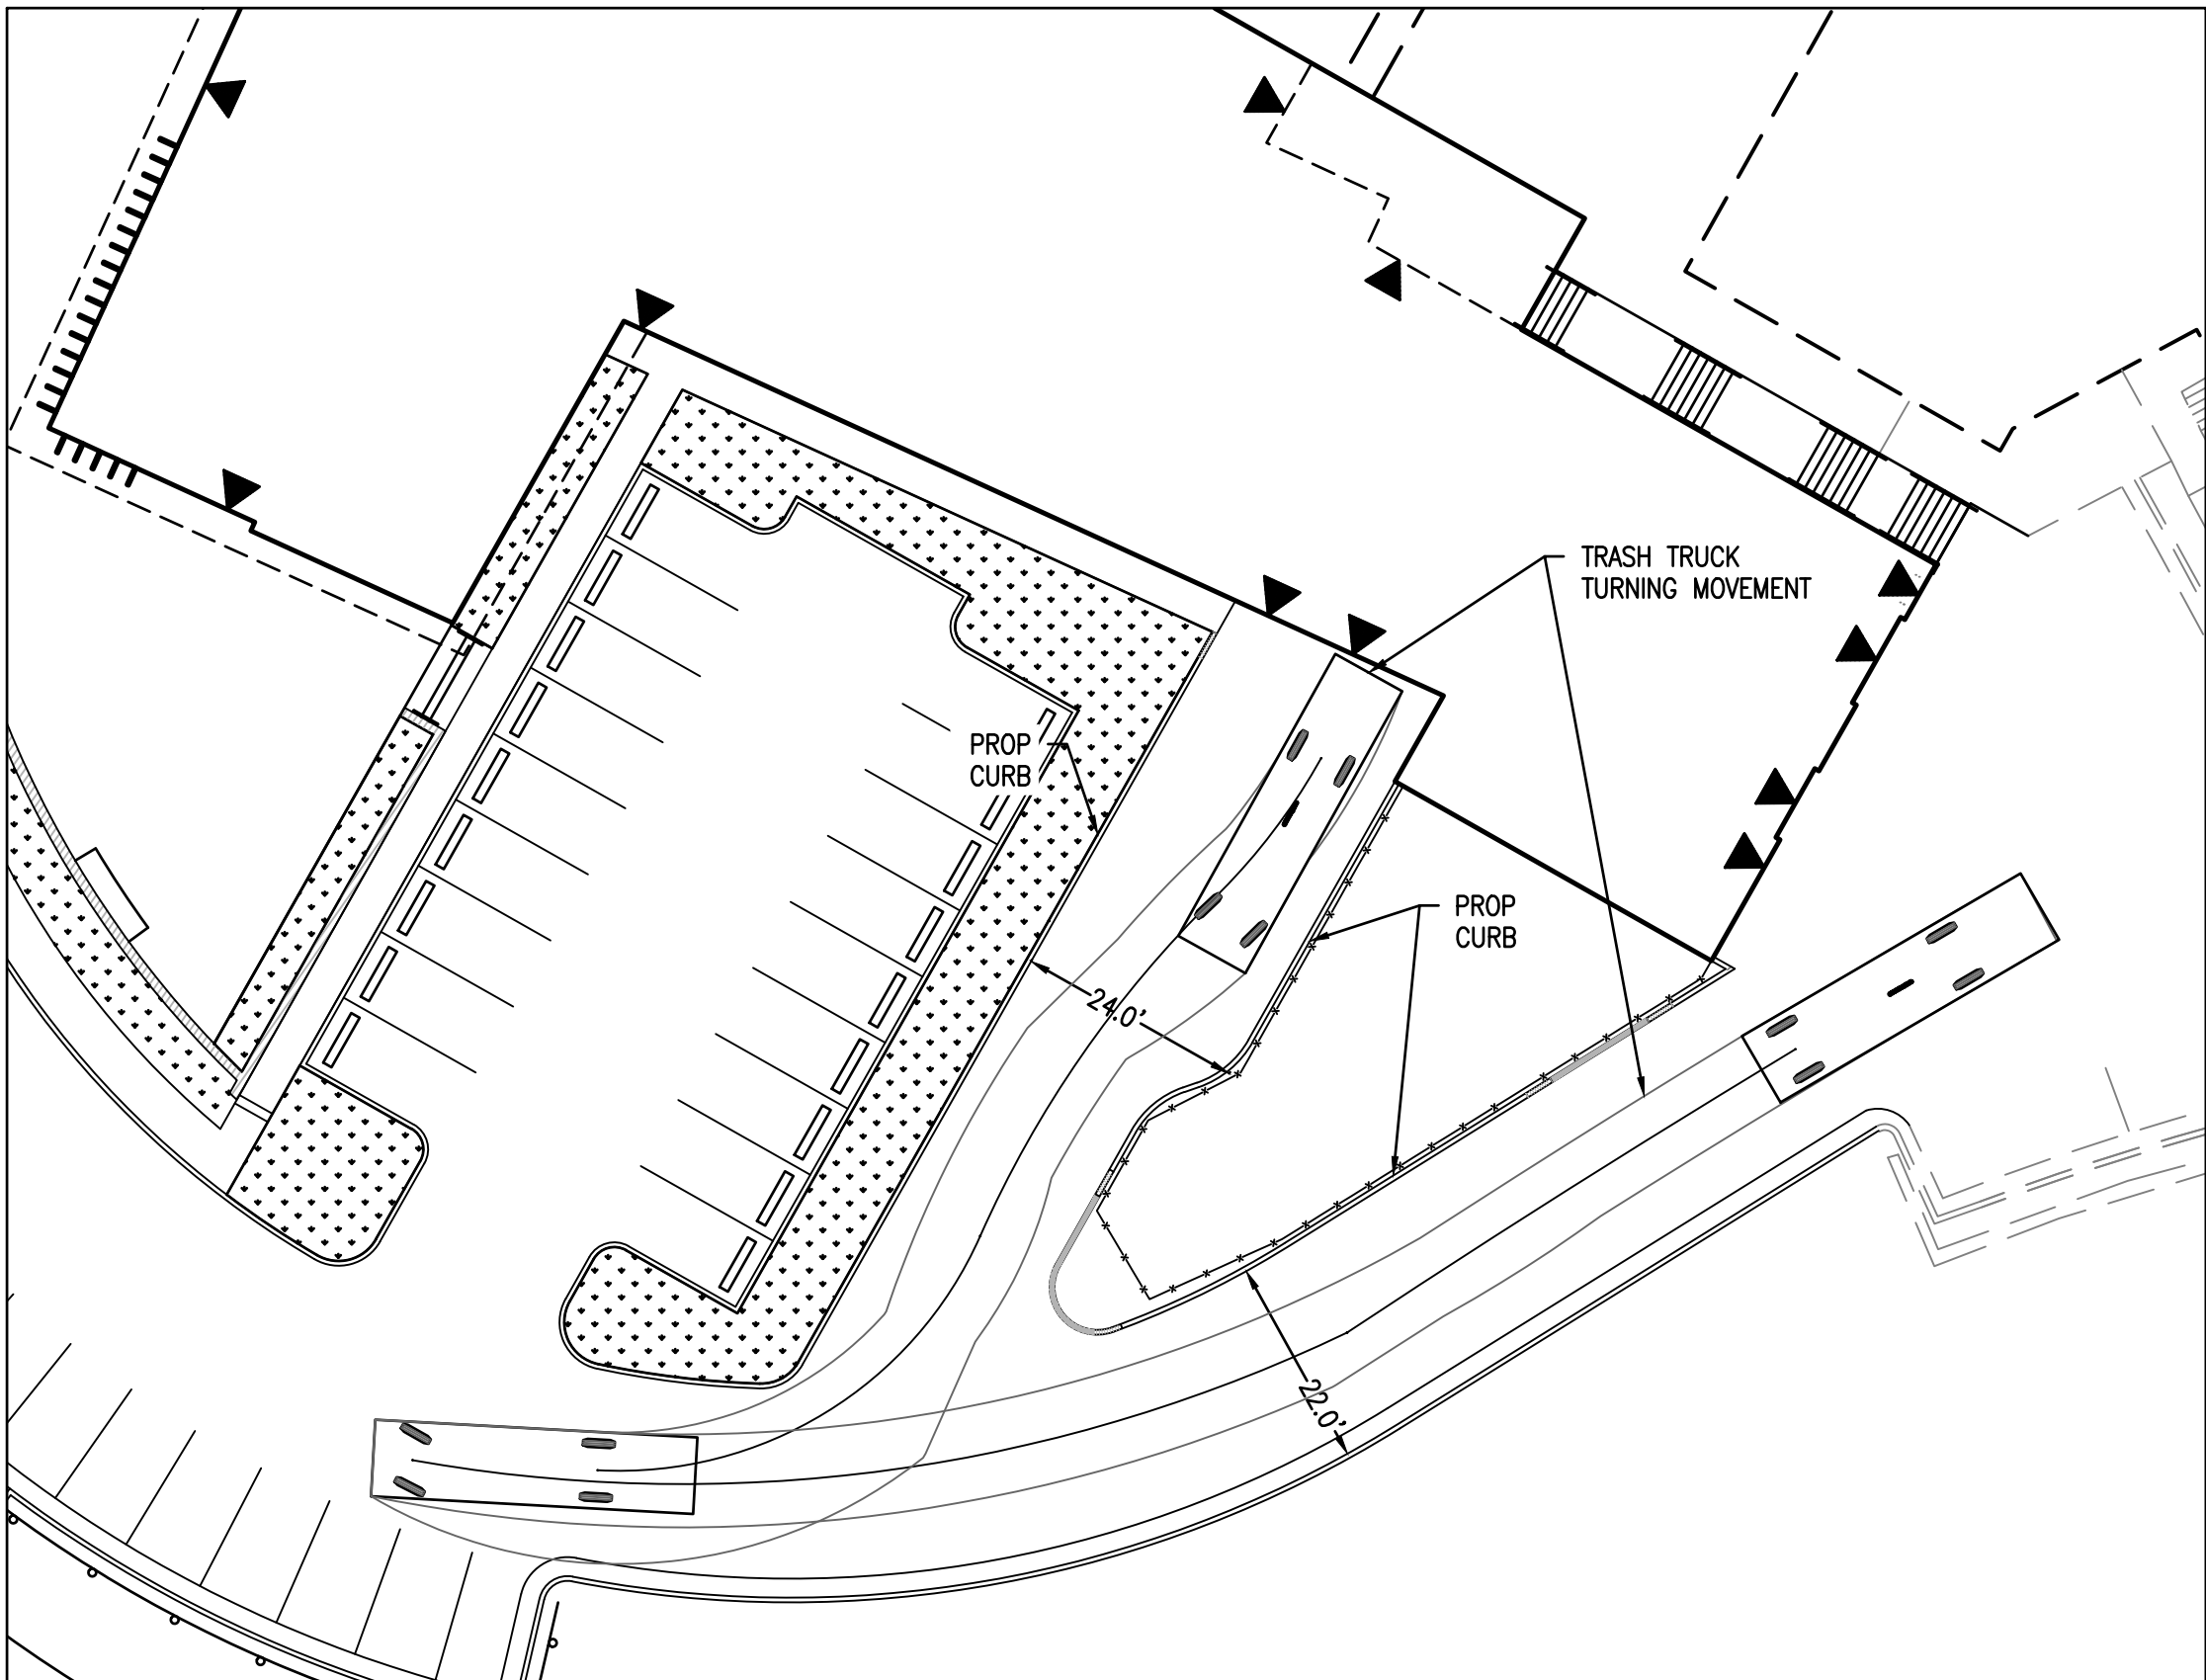 TRASH TRUCK
TURNING MOVEMENT
PROP
CURB
PROP
CURB
24.0'
22.0'